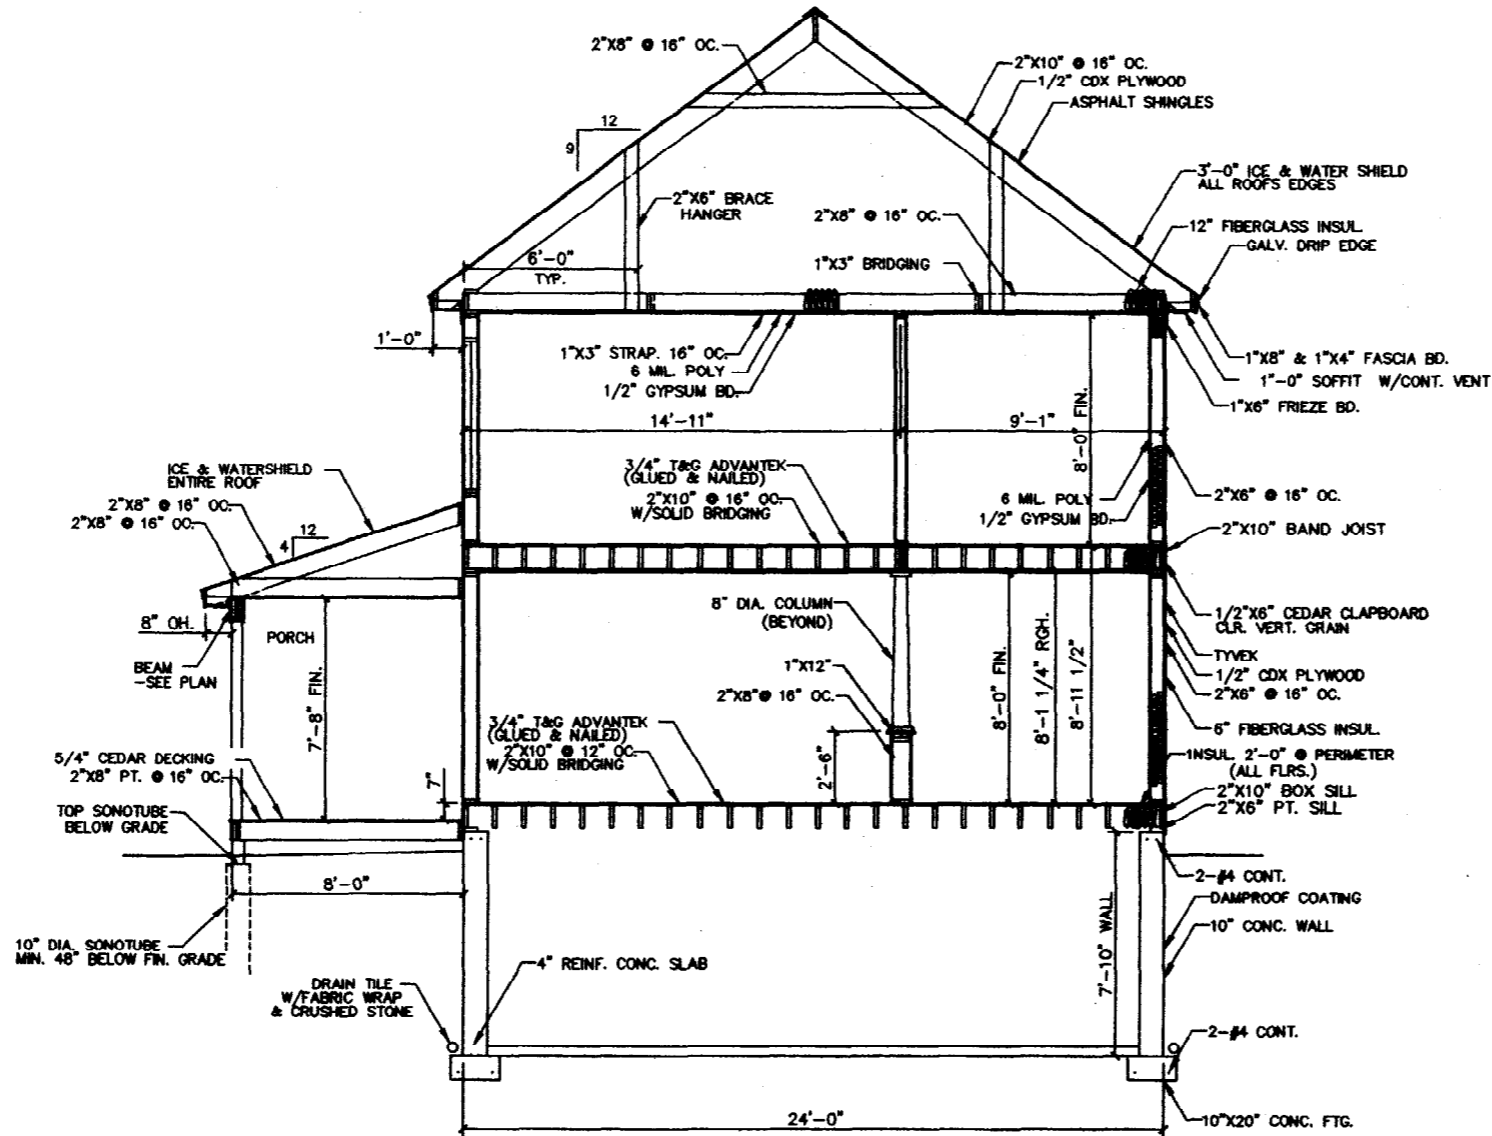 2"X8" @ 16" OC.
2"X10" @ 16" OC.
1/2" CDX PLYWOOD
ASPHALT SHINGLES
12
9
3'-0" ICE & WATER SHIELD
ALL ROOFS EDGES
2"X6" BRACE
HANGER
2"X8" @ 16" OC.
12" FIBERGLASS INSUL.
GALV. DRIP EDGE
6'-0"
TYP.
1"X3" BRIDGING
1'-0"
1"X3" STRAP. 16" OC.
6 MIL. POLY
1/2" GYPSUM BD.
1"X8" & 1"X4" FASCIA BD.
1"-0" SOFFIT W/CONT. VENT
1"X6" FRIEZE BD.
14'-11"
9'-1"
8'-0" FIN.
ICE & WATERSHIELD
ENTIRE ROOF
2"X8" @ 16" OC.
2"X8" @ 16" OC.
12
4
3/4" T&G ADVANTEK
(GLUED & NAILED)
2"X10" @ 16" OC.
W/SOLID BRIDGING
6 MIL. POLY
1/2" GYPSUM BD.
2"X6" @ 16" OC.
2"X10" BAND JOIST
8" OH.
PORCH
BEAM
-SEE PLAN
7'-8" FIN.
8" DIA. COLUMN
(BEYOND)
1"X12"
2"X8"@ 16" OC.
8'-0" FIN.
8'-1 1/4" RGH.
8'-11 1/2"
1/2"X6" CEDAR CLAPBOARD
CLR. VERT. GRAIN
TYVEK
1/2" CDX PLYWOOD
2"X6" @ 16" OC.
6" FIBERGLASS INSUL.
INSUL. 2'-0" @ PERIMETER
(ALL FLRS.)
2"X10" BOX SILL
2"X6" PT. SILL
3/4" T&G ADVANTEK
(GLUED & NAILED)
2"X10" @ 12" OC.
W/SOLID BRIDGING
2'-6"
7"
5/4" CEDAR DECKING
2"X8" PT. @ 16" OC.
TOP SONOTUBE
BELOW GRADE
8'-0"
10" DIA. SONOTUBE
MIN. 48" BELOW FIN. GRADE
DRAIN TILE
W/FABRIC WRAP
& CRUSHED STONE
4" REINF. CONC. SLAB
7'-10" WALL
2-#4 CONT.
DAMPROOF COATING
10" CONC. WALL
2-#4 CONT.
10"X20" CONC. FTG.
24'-0"